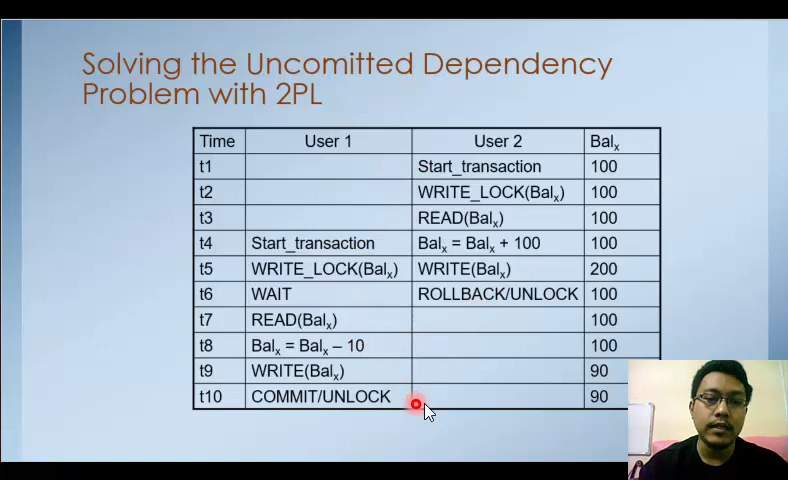 Solving the Uncomitted Dependency
Problem with 2PL
Time User 1 User 2 Balx
t1 Start_transaction 100
t2 WRITE_LOCK(Balx) 100
t3 READ(Balx) 100
t4 Start_transaction Balx = Balx + 100 100
t5 WRITE_LOCK(Balx) WRITE(Balx) 200
t6 WAIT ROLLBACK/UNLOCK 100
t7 READ(Balx) 100
t8 Balx = Balx – 10 100
t9 WRITE(Balx) 90
t10 COMMIT/UNLOCK 90